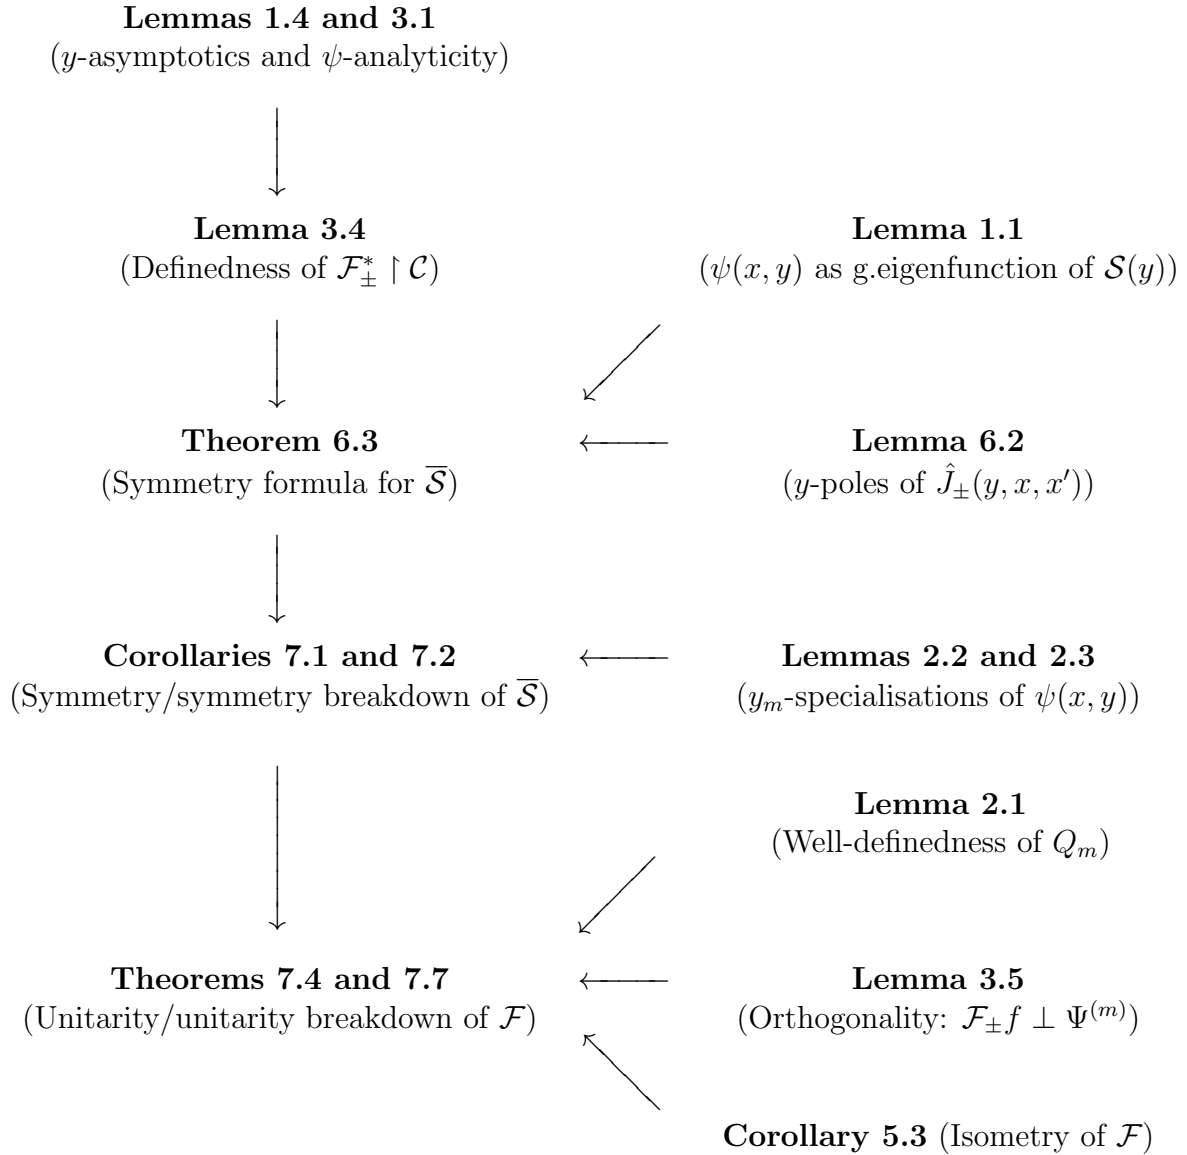 Lemmas 1.4 and 3.1
(y-asymptotics and ψ-analyticity)
Lemma 3.4
(Definedness of 𝓕*± ↾ 𝓒)
Lemma 1.1
(ψ(x, y) as g.eigenfunction of 𝓢(y))
Theorem 6.3
(Symmetry formula for 𝓢̅)
Lemma 6.2
(y-poles of Ĵ±(y, x, x′))
Corollaries 7.1 and 7.2
(Symmetry/symmetry breakdown of 𝓢̅)
Lemmas 2.2 and 2.3
(yₘ-specialisations of ψ(x, y))
Lemma 2.1
(Well-definedness of Qₘ)
Theorems 7.4 and 7.7
(Unitarity/unitarity breakdown of 𝓕)
Lemma 3.5
(Orthogonality: 𝓕±f ⊥ Ψ⁽ᵐ⁾)
Corollary 5.3 (Isometry of 𝓕)